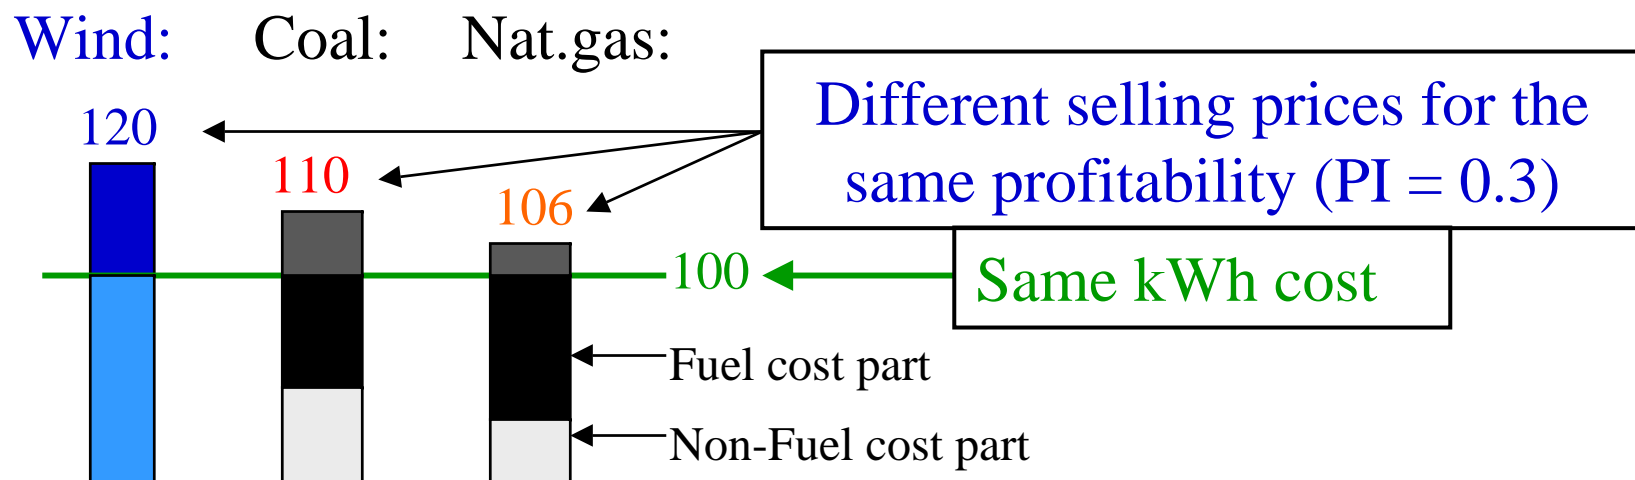 Wind: Coal: Nat.gas:
120
110
106
Different selling prices for the
same profitability (PI = 0.3)
100
Same kWh cost
Fuel cost part
Non-Fuel cost part